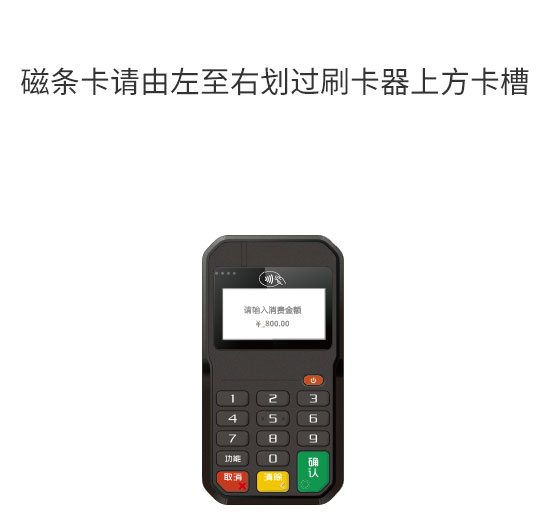 磁条卡请由左至右划过刷卡器上方卡槽
请输入消费金额
¥_800.00
1 2 3
4 5 6
7 8 9
功能 0 确认
取消 清除